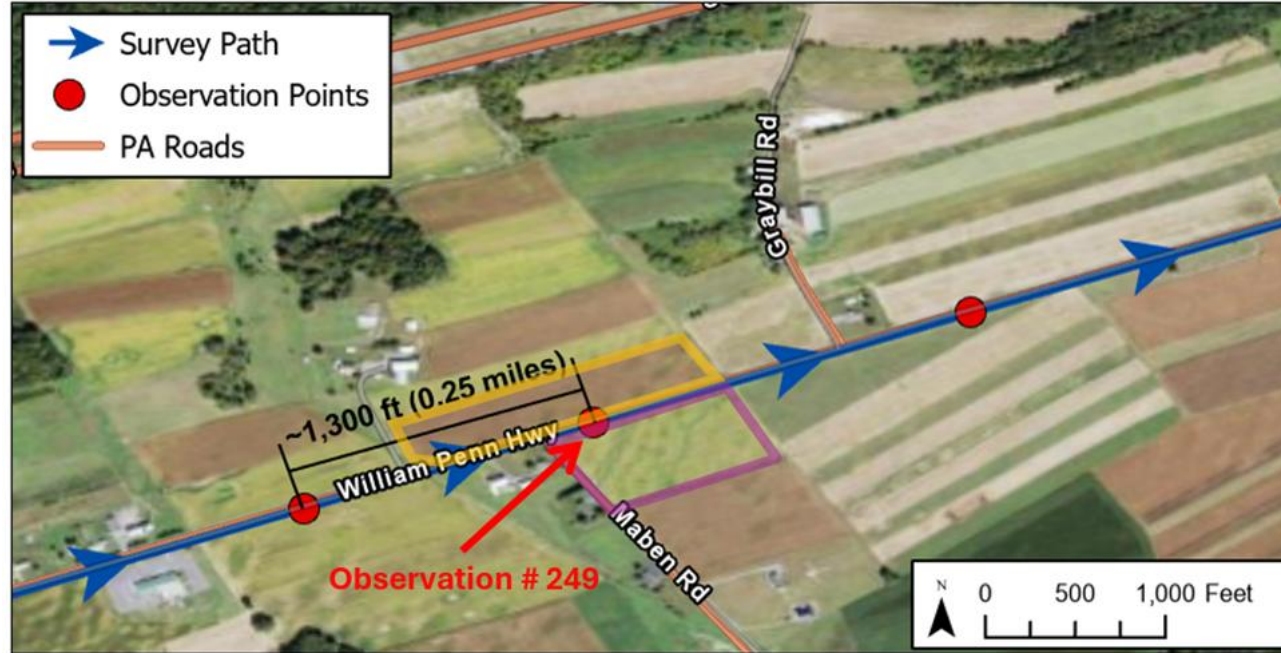 Survey Path
Observation Points
PA Roads
Graybill Rd
~1,300 ft (0.25 miles)
William Penn Hwy
Observation # 249
Maben Rd
N
0 500 1,000 Feet